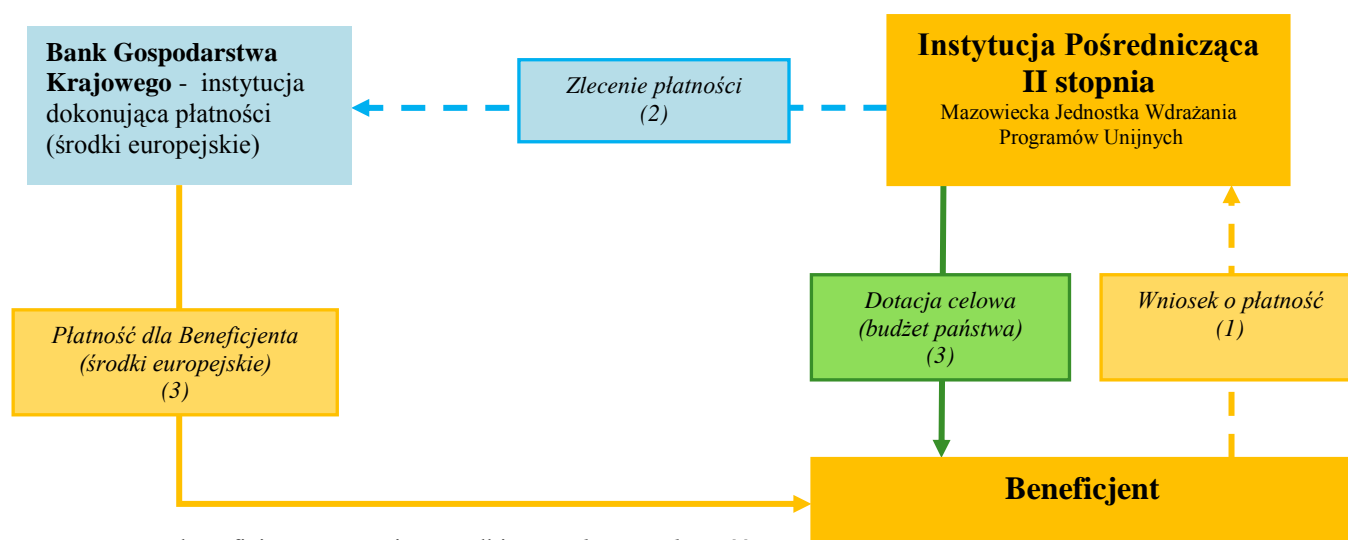 Bank Gospodarstwa
Krajowego - instytucja
dokonująca płatności
(środki europejskie)
Zlecenie płatności
(2)
Instytucja Pośrednicząca
II stopnia
Mazowiecka Jednostka Wdrażania
Programów Unijnych
Płatność dla Beneficjenta
(środki europejskie)
(3)
Dotacja celowa
(budżet państwa)
(3)
Wniosek o płatność
(1)
Beneficjent